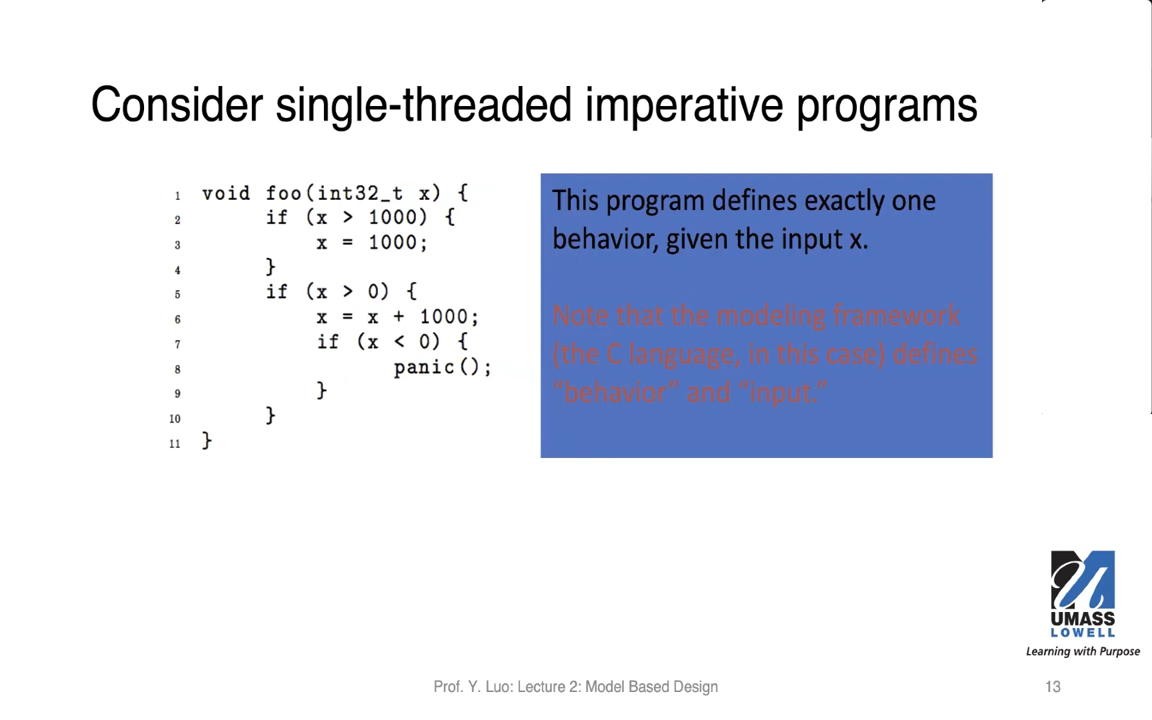 Consider single-threaded imperative programs
1 void foo(int32_t x) {
2 if (x > 1000) {
3 x = 1000;
4 }
5 if (x > 0) {
6 x = x + 1000;
7 if (x < 0) {
8 panic();
9 }
10 }
11 }
This program defines exactly one
behavior, given the input x.
Note that the modeling framework
(the C language, in this case) defines
“behavior” and “input.”
UMASS
LOWELL
Learning with Purpose
Prof. Y. Luo: Lecture 2: Model Based Design
13